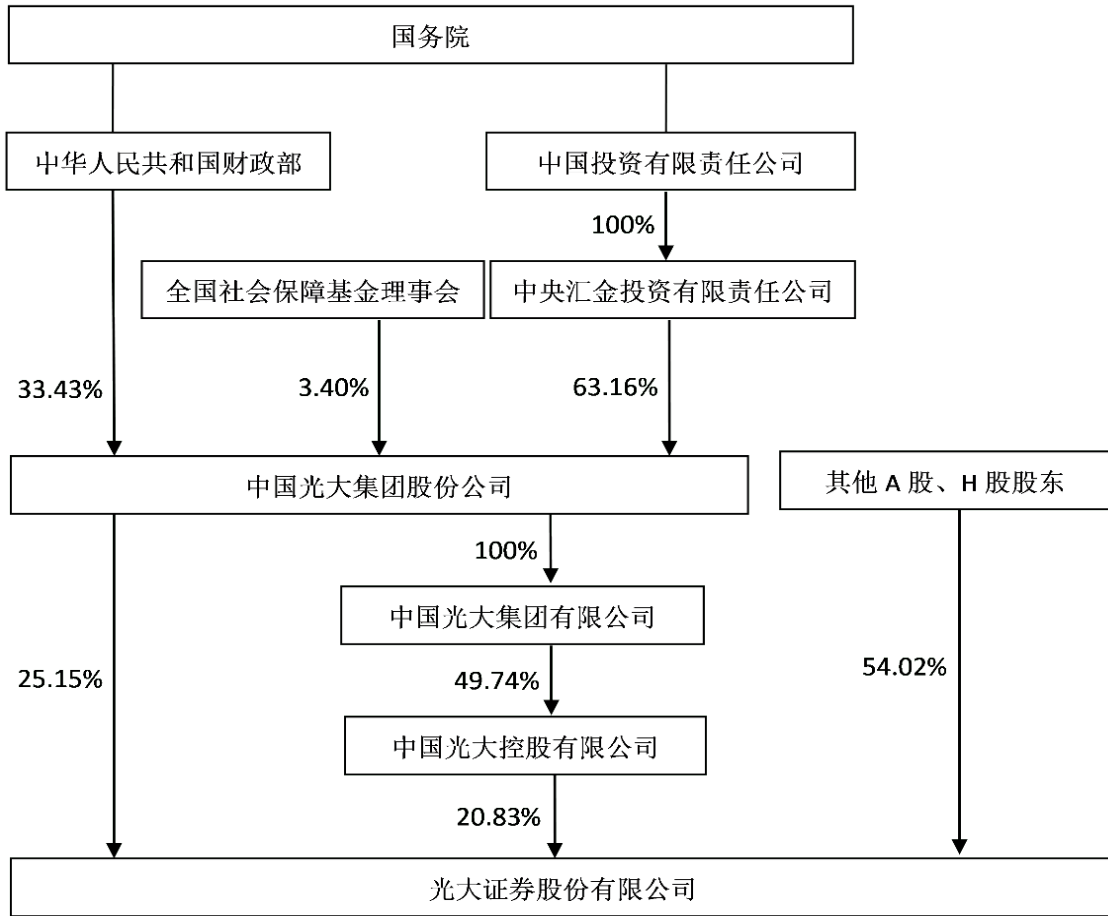 国务院
中华人民共和国财政部
中国投资有限责任公司
100%
全国社会保障基金理事会
中央汇金投资有限责任公司
33.43%
3.40%
63.16%
中国光大集团股份公司
其他 A 股、H 股股东
100%
中国光大集团有限公司
25.15%
49.74%
54.02%
中国光大控股有限公司
20.83%
光大证券股份有限公司